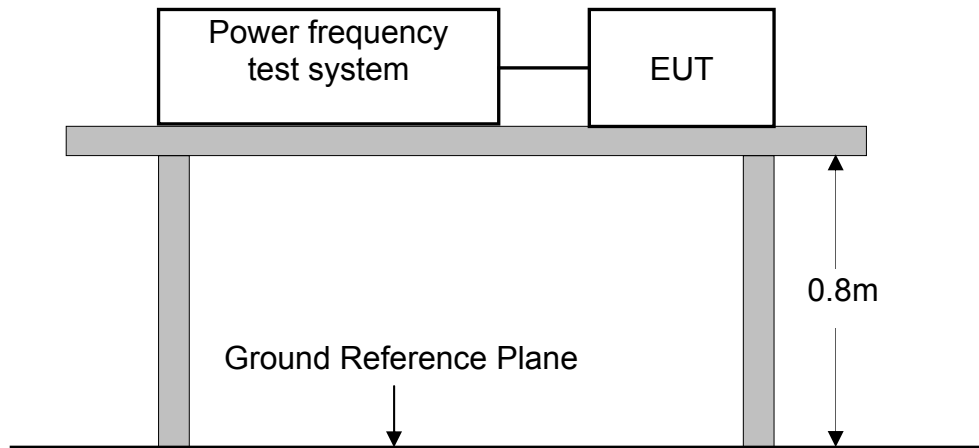 Power frequency
test system
EUT
0.8m
Ground Reference Plane